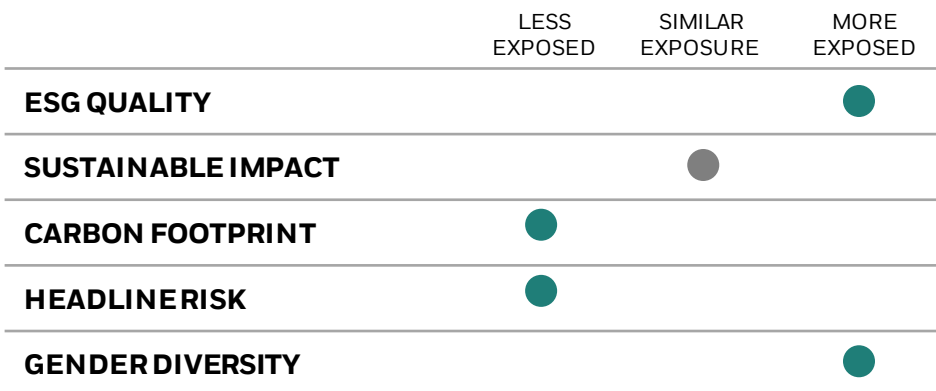 LESS
EXPOSED
SIMILAR
EXPOSURE
MORE
EXPOSED
ESG QUALITY
SUSTAINABLE IMPACT
CARBON FOOTPRINT
HEADLINE RISK
GENDER DIVERSITY